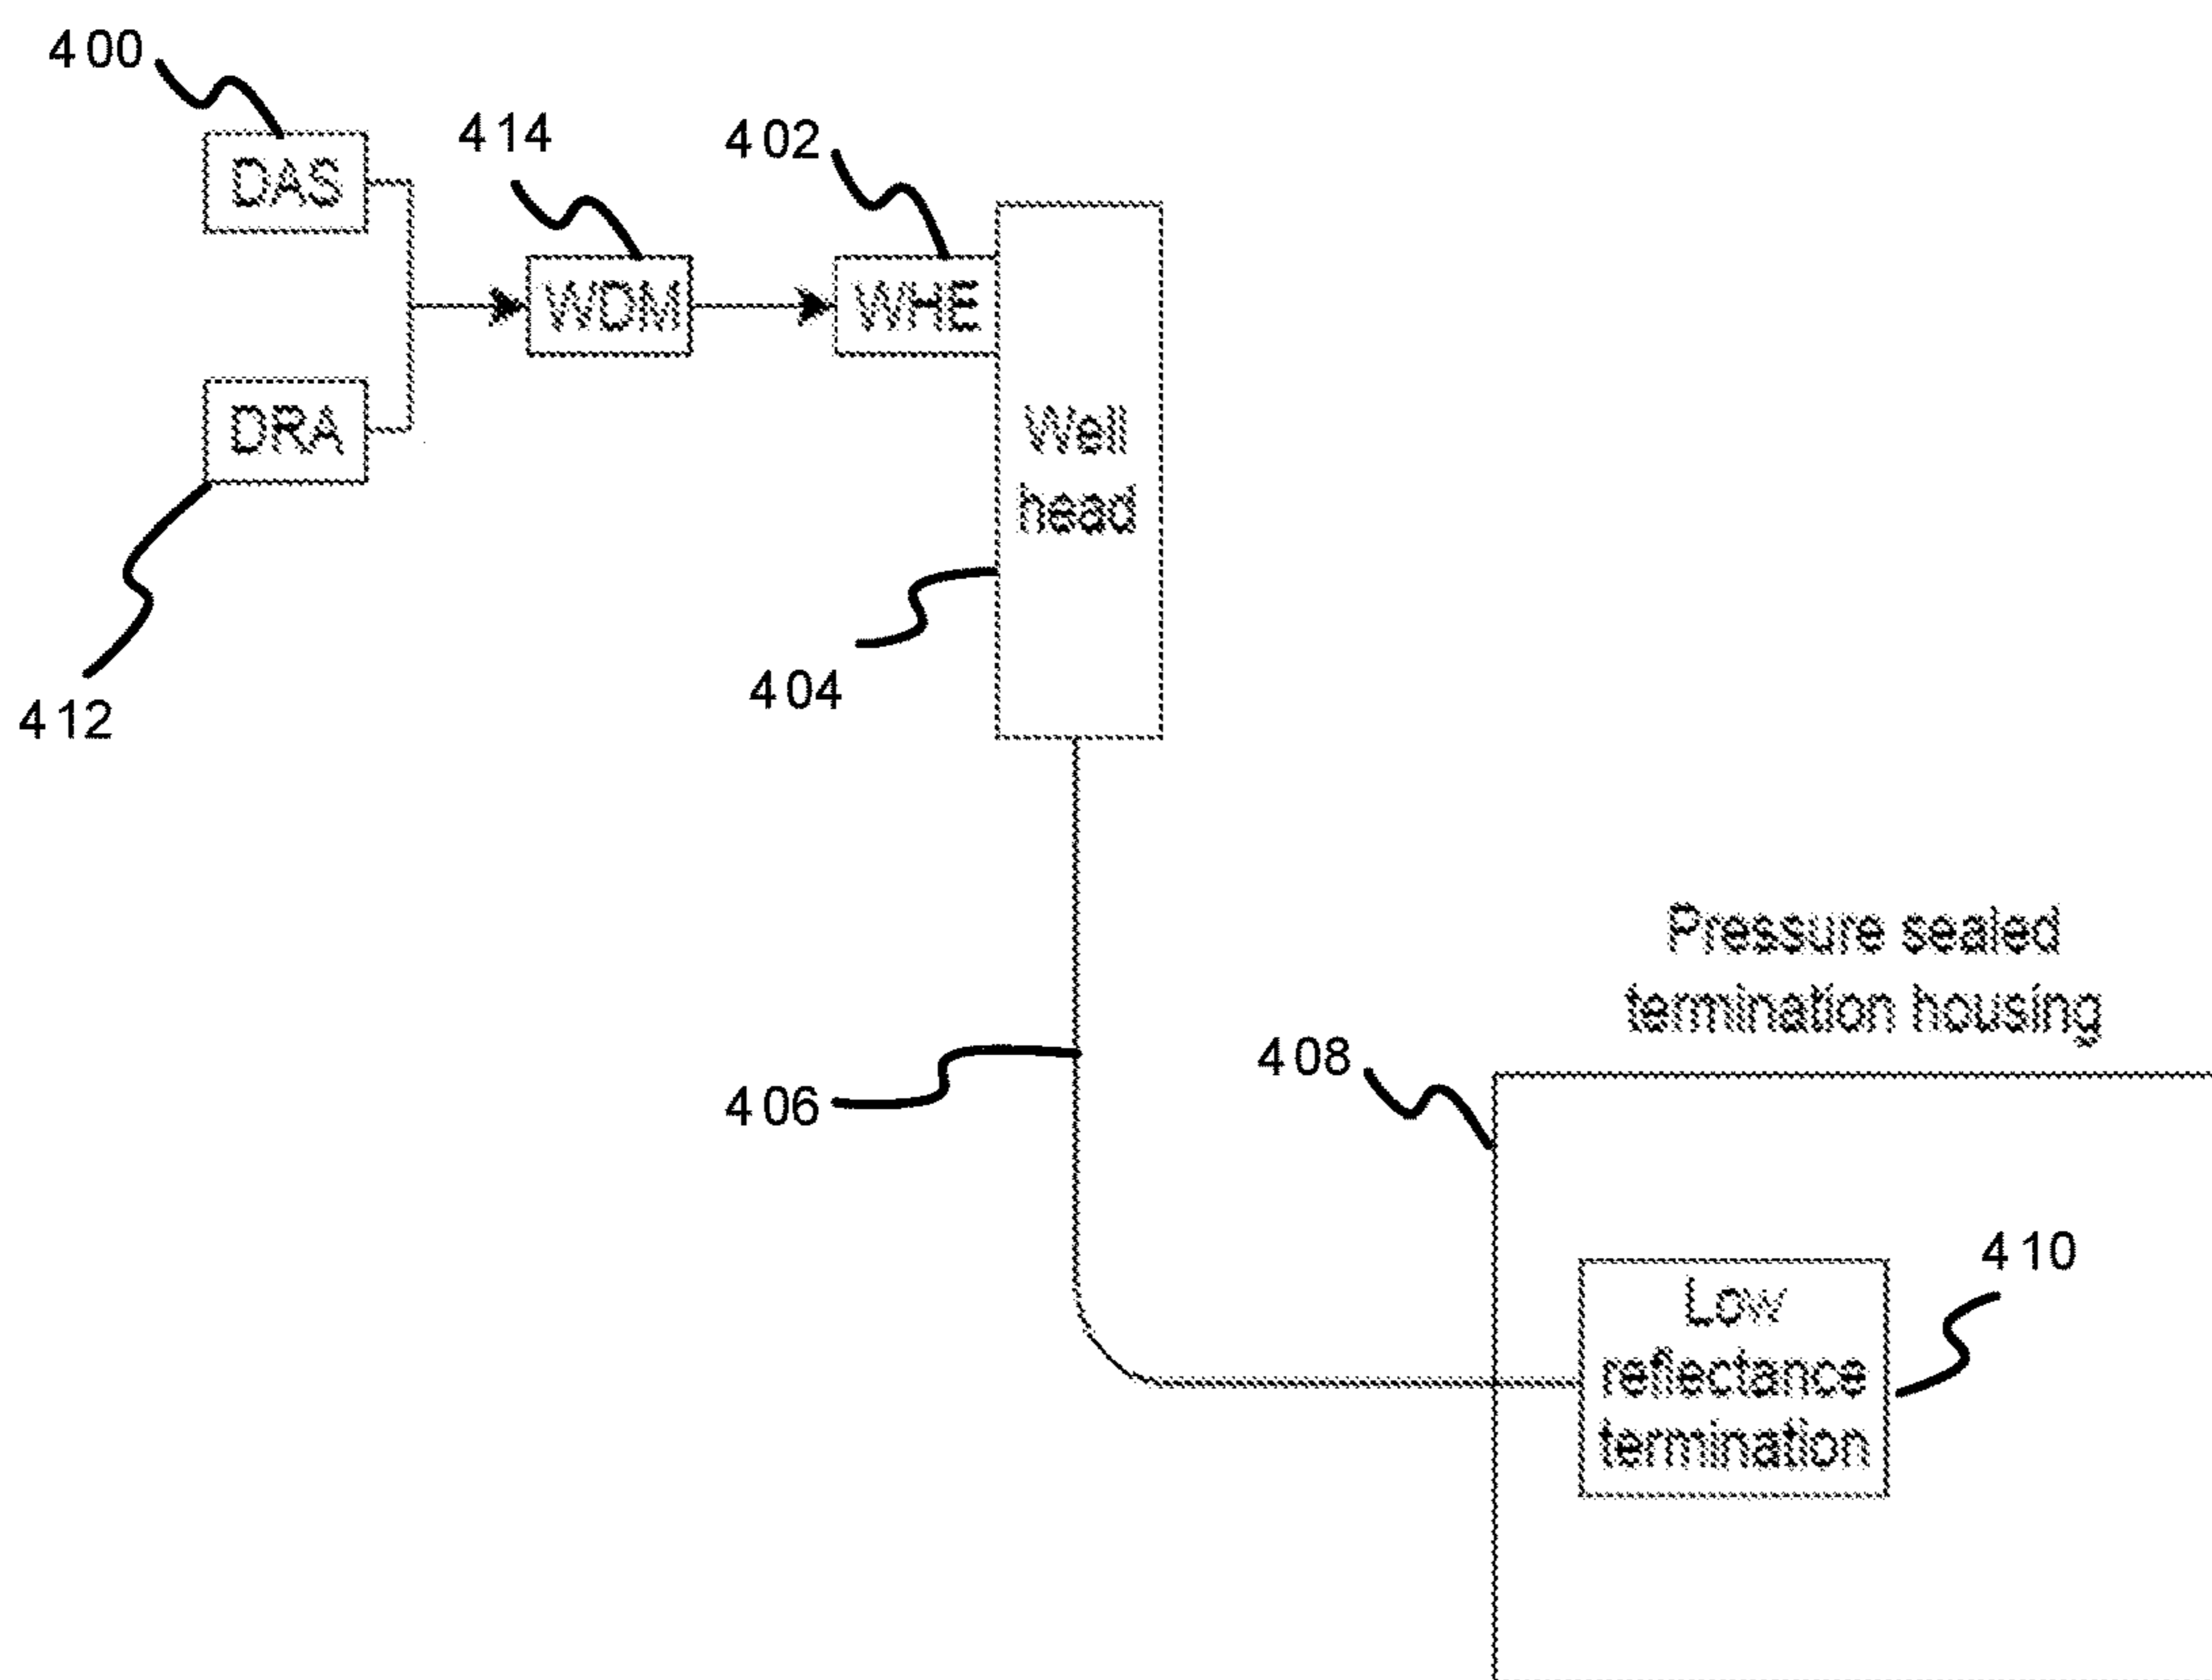 400
DAS
414
402
WDM
WHE
DRA
Well
head
412
404
406
Pressure sealed
termination housing
408
410
Low
reflectance
termination